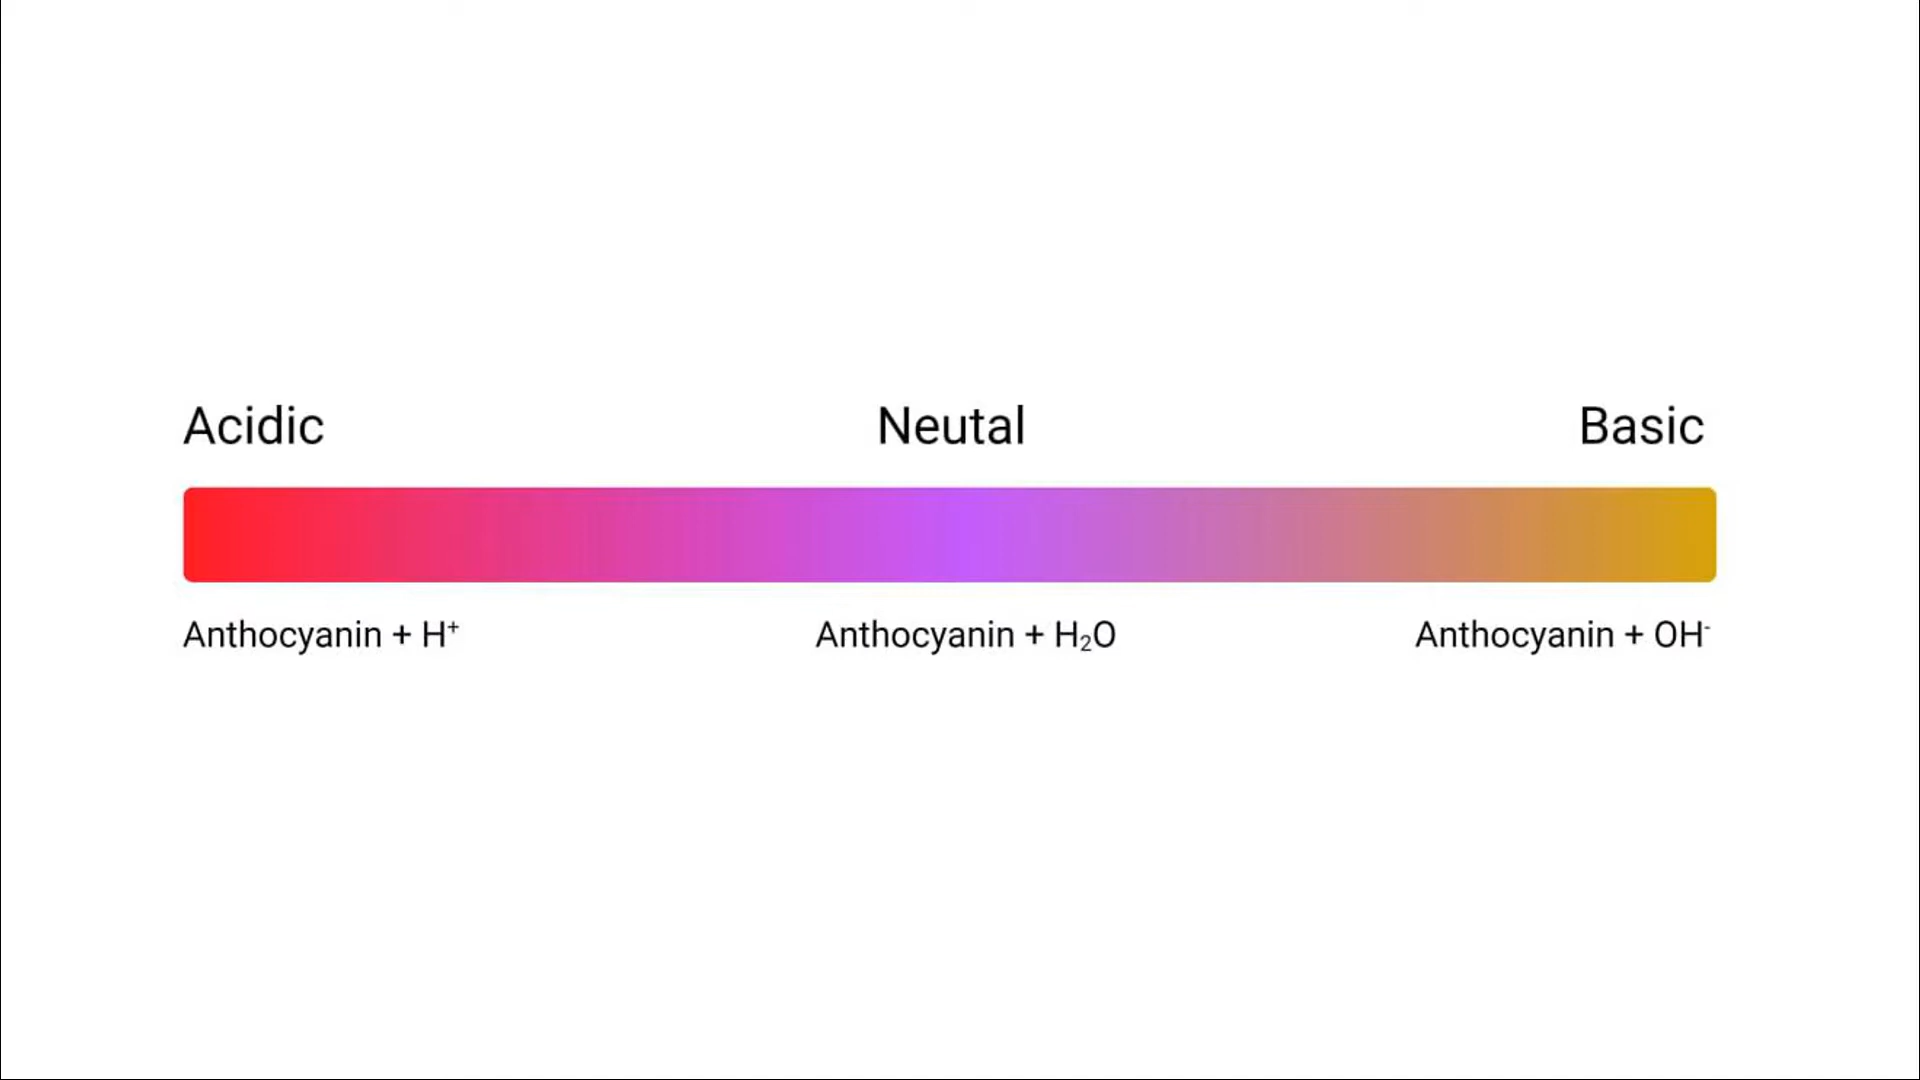 Acidic Neutal Basic
Anthocyanin + H⁺ Anthocyanin + H₂O Anthocyanin + OH⁻